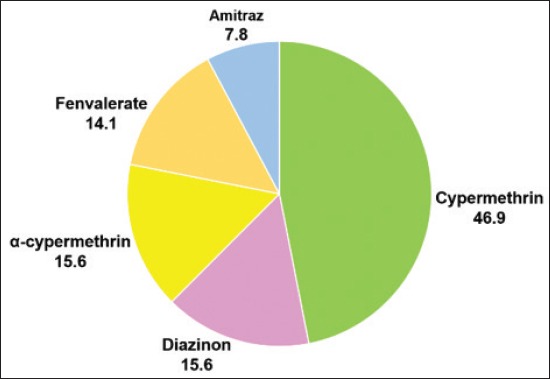 Amitraz
7.8
Fenvalerate
14.1
Cypermethrin
46.9
α-cypermethrin
15.6
Diazinon
15.6